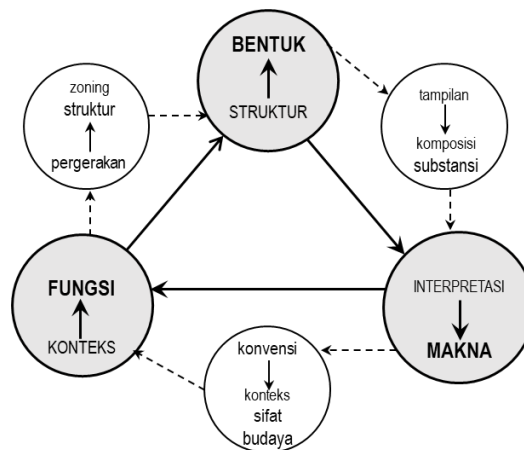 BENTUK
STRUKTUR
zoning
struktur
pergerakan
tampilan
komposisi
substansi
FUNGSI
KONTEKS
INTERPRETASI
MAKNA
konvensi
konteks
sifat
budaya